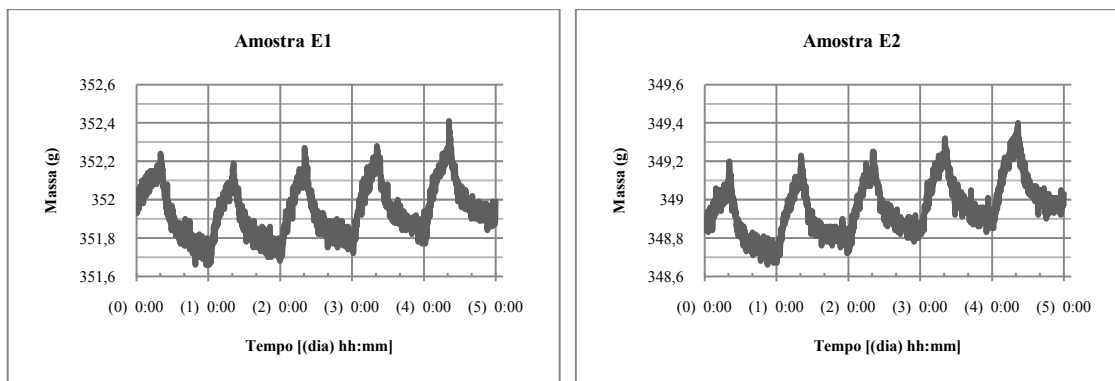 Amostra E1
352,6
352,4
352,2
352
351,8
351,6
Massa (g)
(0) 0:00 (1) 0:00 (2) 0:00 (3) 0:00 (4) 0:00 (5) 0:00
Tempo [(dia) hh:mm]
Amostra E2
349,6
349,4
349,2
349
348,8
348,6
Massa (g)
(0) 0:00 (1) 0:00 (2) 0:00 (3) 0:00 (4) 0:00 (5) 0:00
Tempo [(dia) hh:mm]